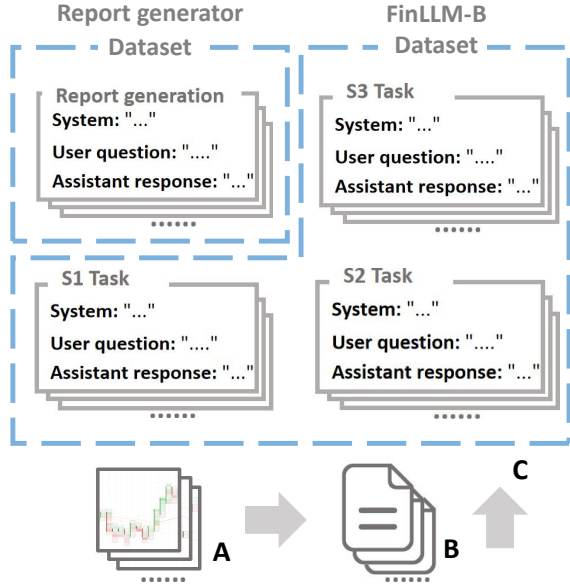 Report generator
Dataset
Report generation
System: "..."
User question: "...."
Assistant response: "..."
......
FinLLM-B
Dataset
S3 Task
System: "..."
User question: "...."
Assistant response: "..."
......
S1 Task
System: "..."
User question: "...."
Assistant response: "..."
......
S2 Task
System: "..."
User question: "...."
Assistant response: "..."
......
A
......
B
......
C